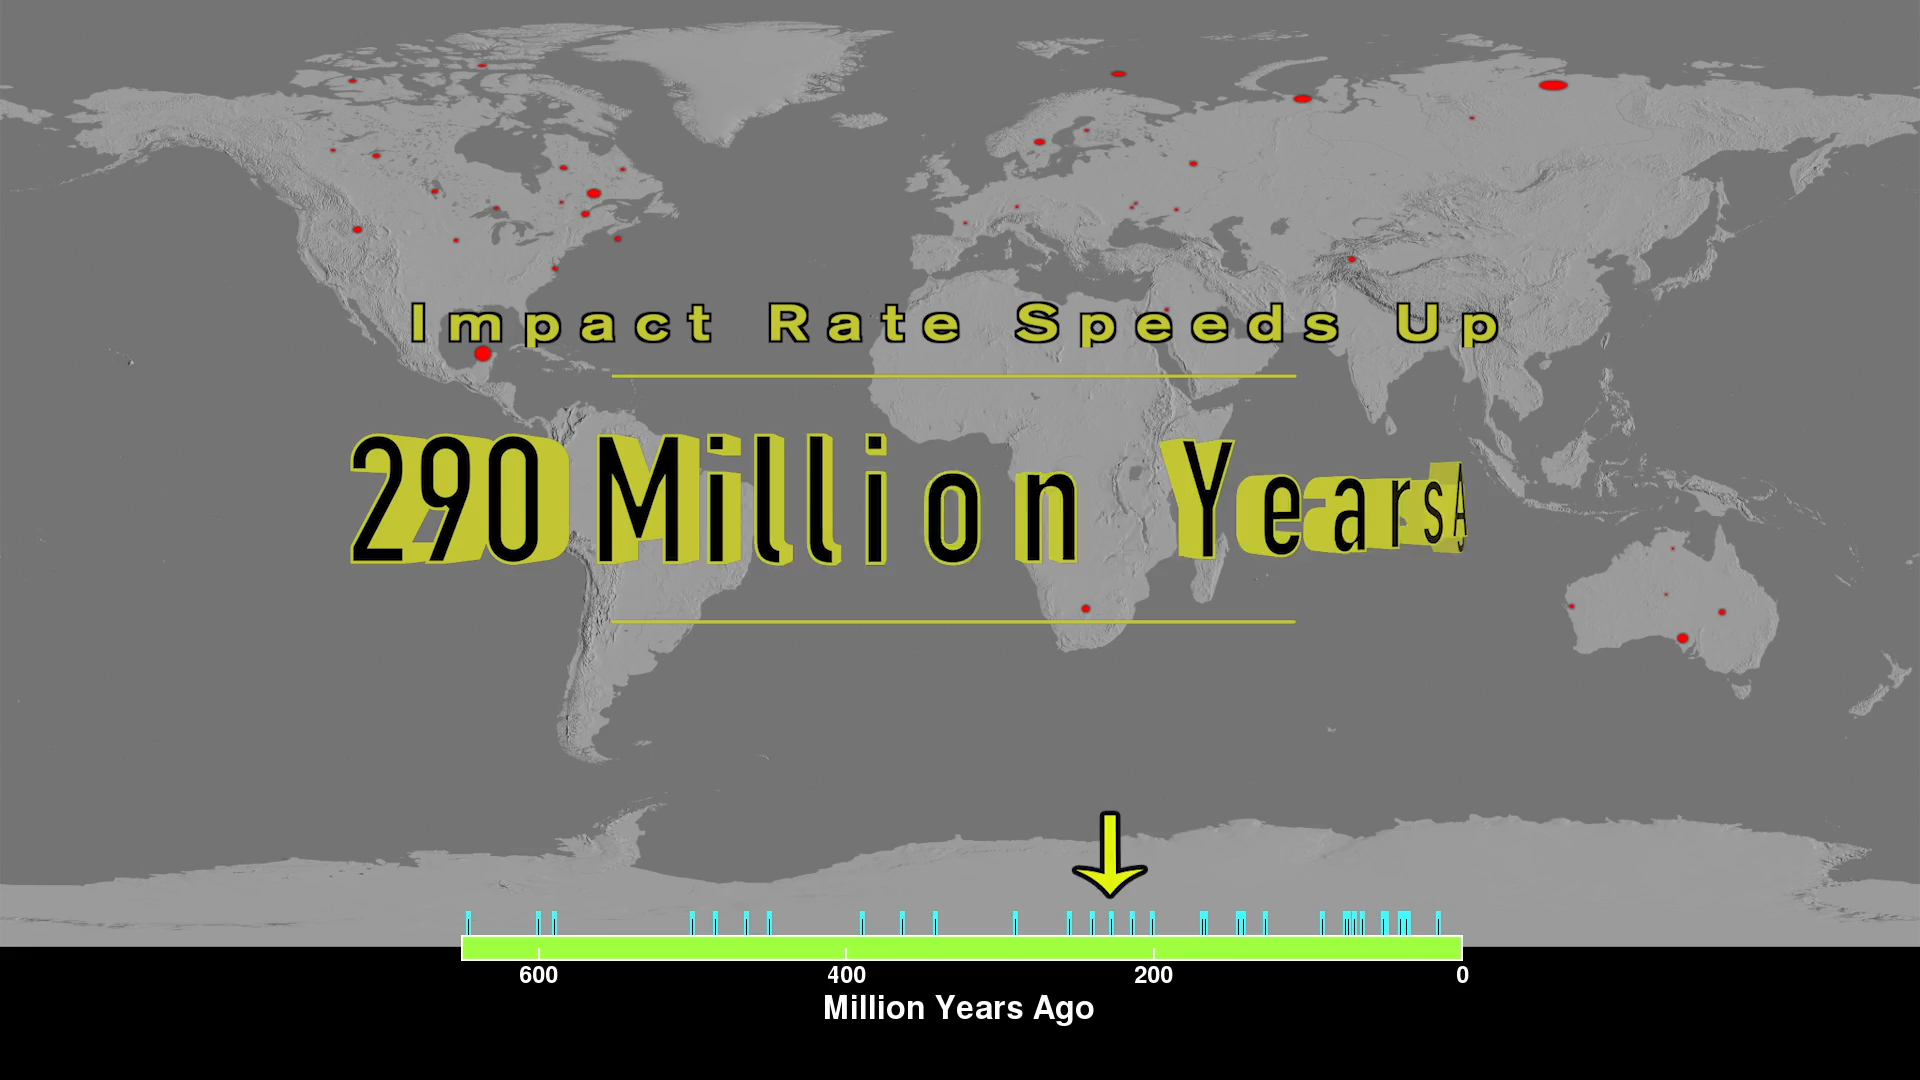 Impact Rate Speeds Up
290 Million Years
600 400 200 0
Million Years Ago